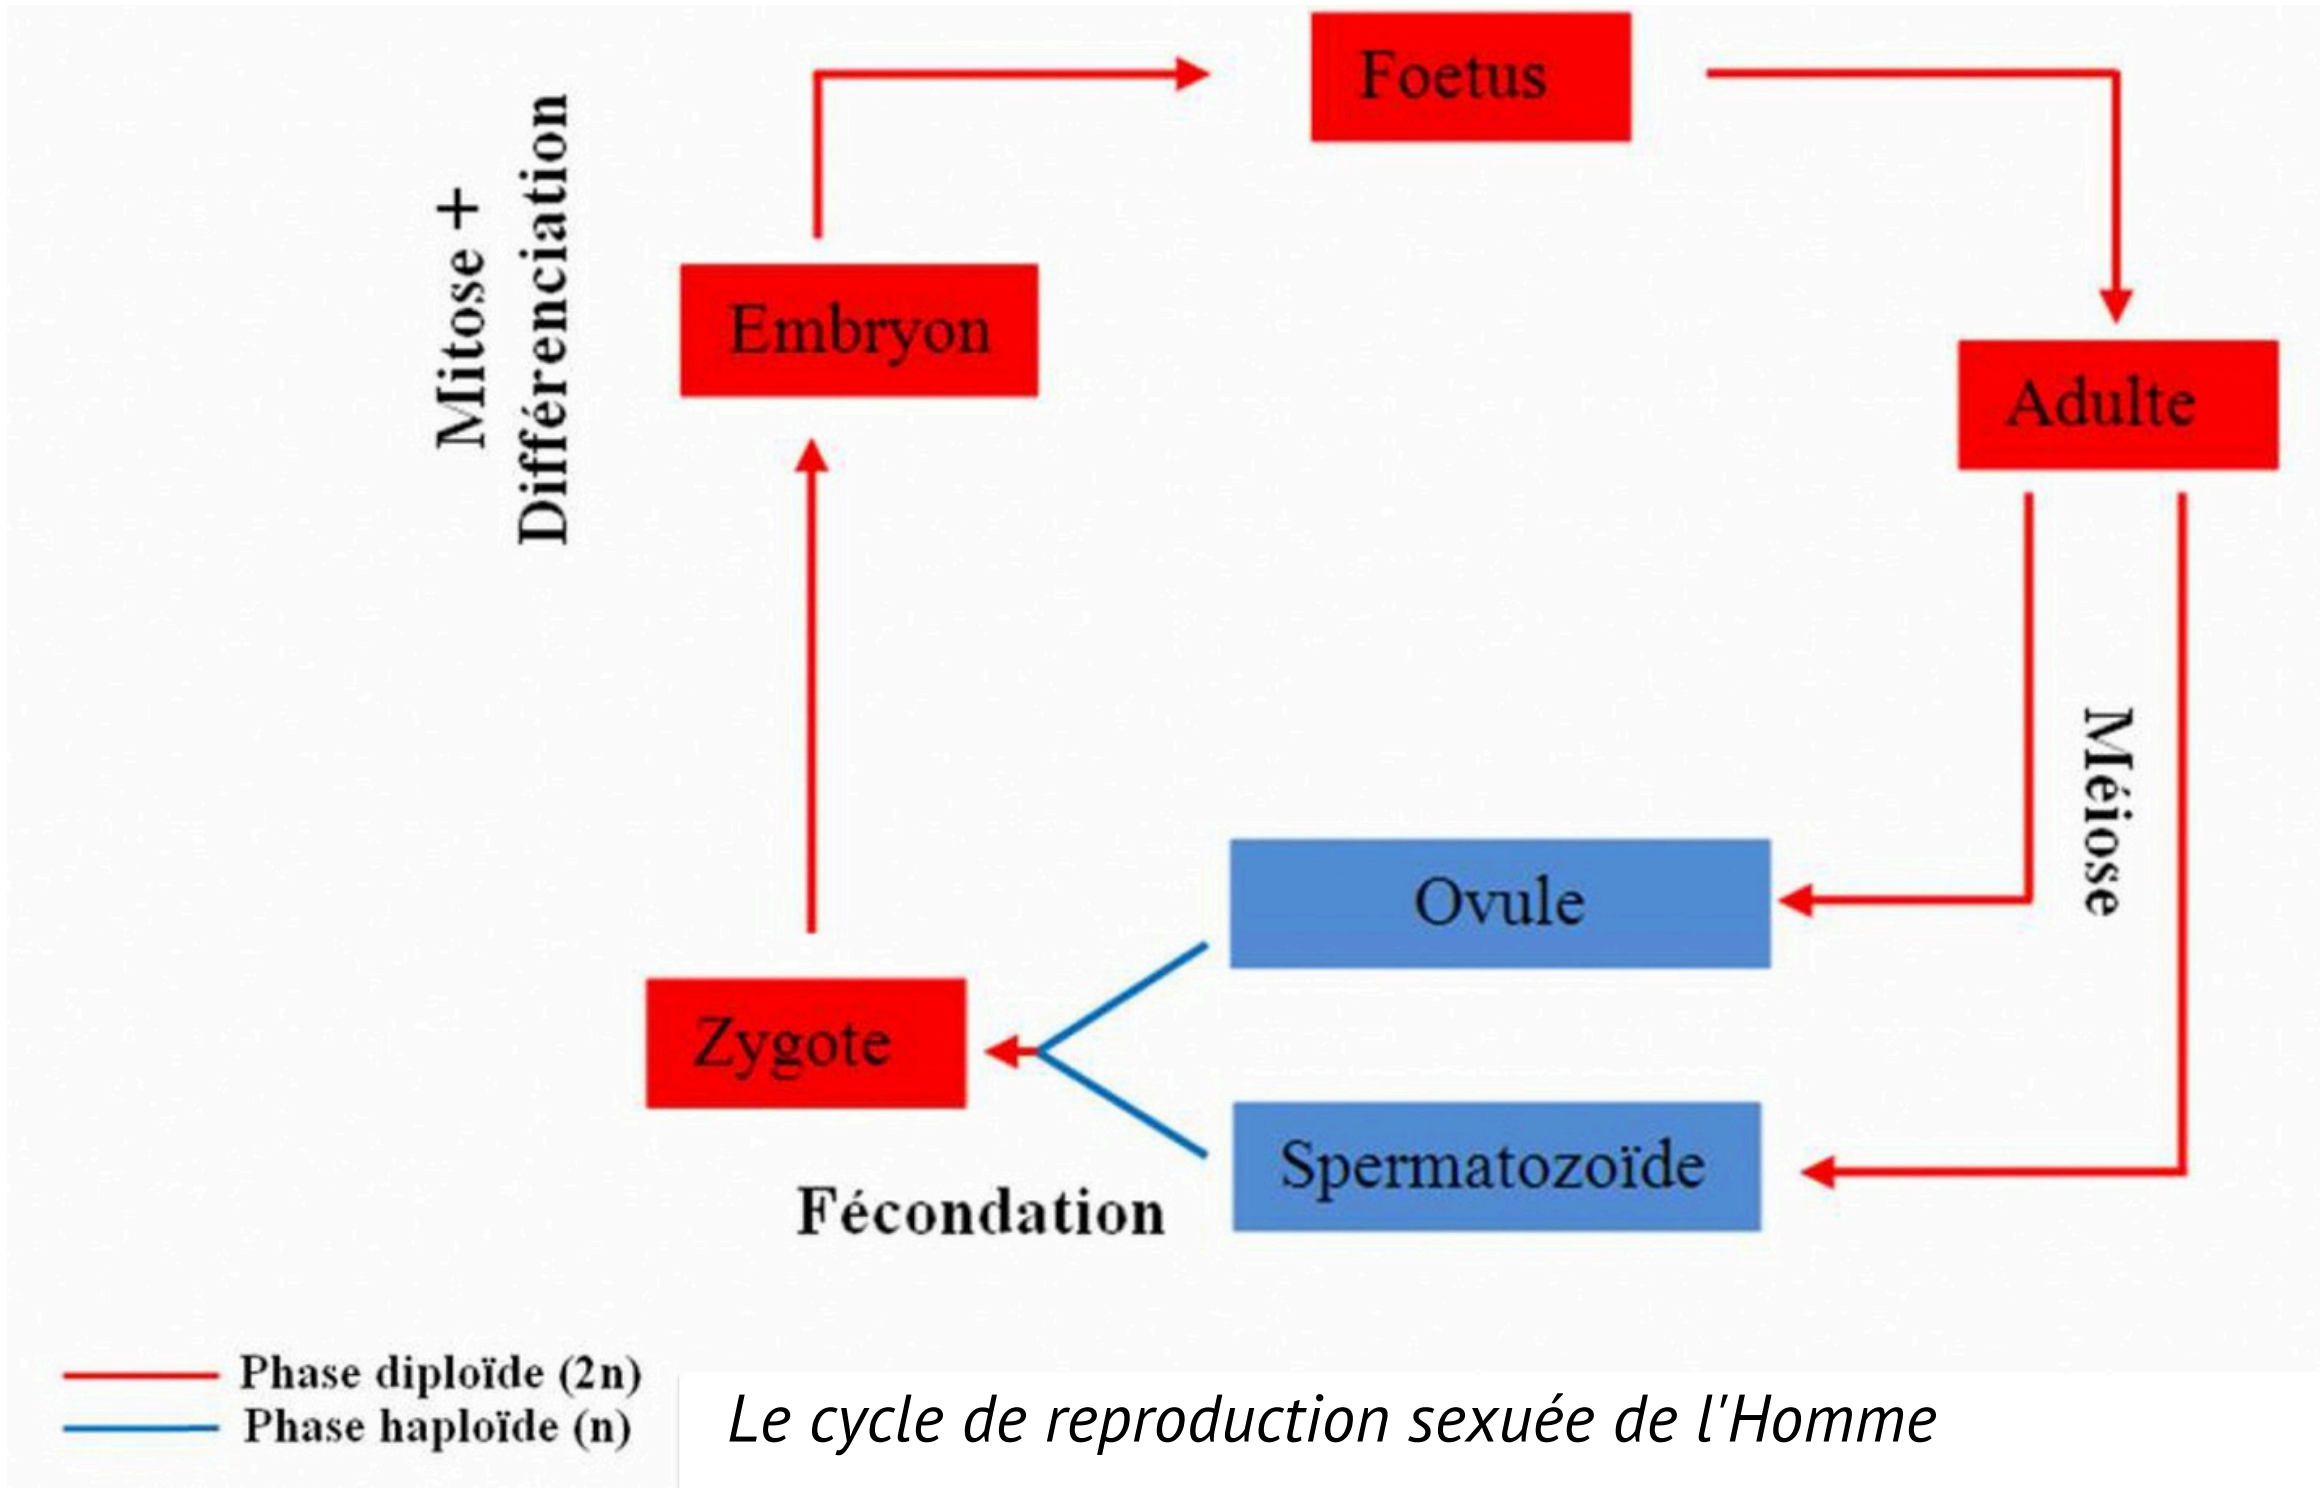 Foetus
Mitose +
Différenciation
Embryon
Adulte
Méiose
Ovule
Zygote
Spermatozoïde
Fécondation
Phase diploïde (2n)
Phase haploïde (n)
Le cycle de reproduction sexuée de l'Homme